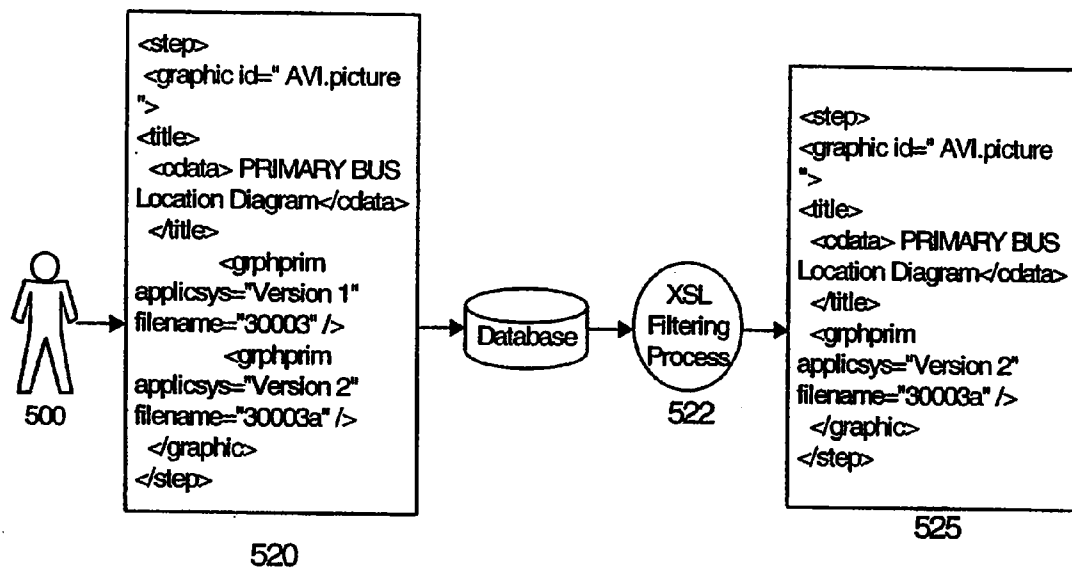 <step>
<graphic id=" AVI.picture
">
<title>
<cdata> PRIMARY BUS
Location Diagram</cdata>
</title>
<grphprim
applicsys="Version 1"
filename="30003" />
<grphprim
applicsys="Version 2"
filename="30003a" />
</graphic>
</step>
500
520
Database
XSL
Filtering
Process
522
<step>
<graphic id=" AVI.picture
">
<title>
<cdata> PRIMARY BUS
Location Diagram</cdata>
</title>
<grphprim
applicsys="Version 2"
filename="30003a" />
</graphic>
</step>
525